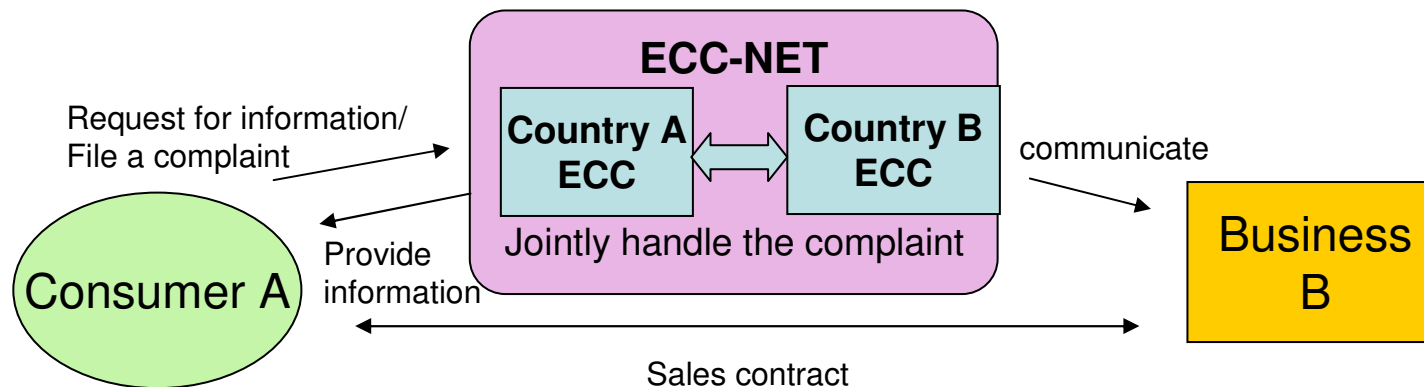 ECC-NET
Request for information/
File a complaint
Country A
ECC
Country B
ECC
communicate
Jointly handle the complaint
Consumer A
Provide
information
Business
B
Sales contract